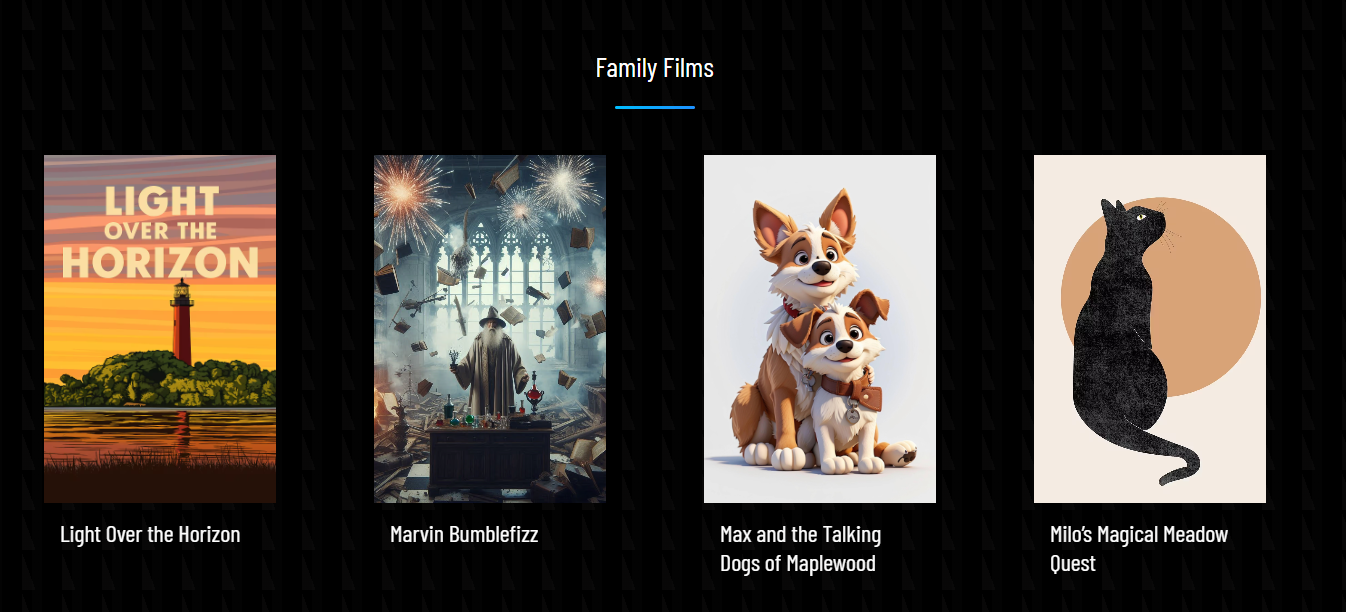 Family Films
LIGHT
OVER THE
HORIZON
Light Over the Horizon
Marvin Bumblefizz
Max and the Talking
Dogs of Maplewood
Milo’s Magical Meadow
Quest